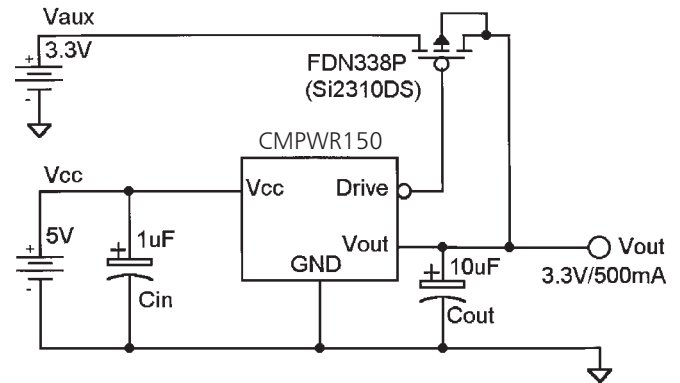 Vaux
+ 3.3V
-
FDN338P
(Si2310DS)
CMPWR150
Vcc
Vcc
Drive
5V
+
-
+ 1uF
Cin
Vout
GND
+ 10uF
Cout
Vout
3.3V/500mA